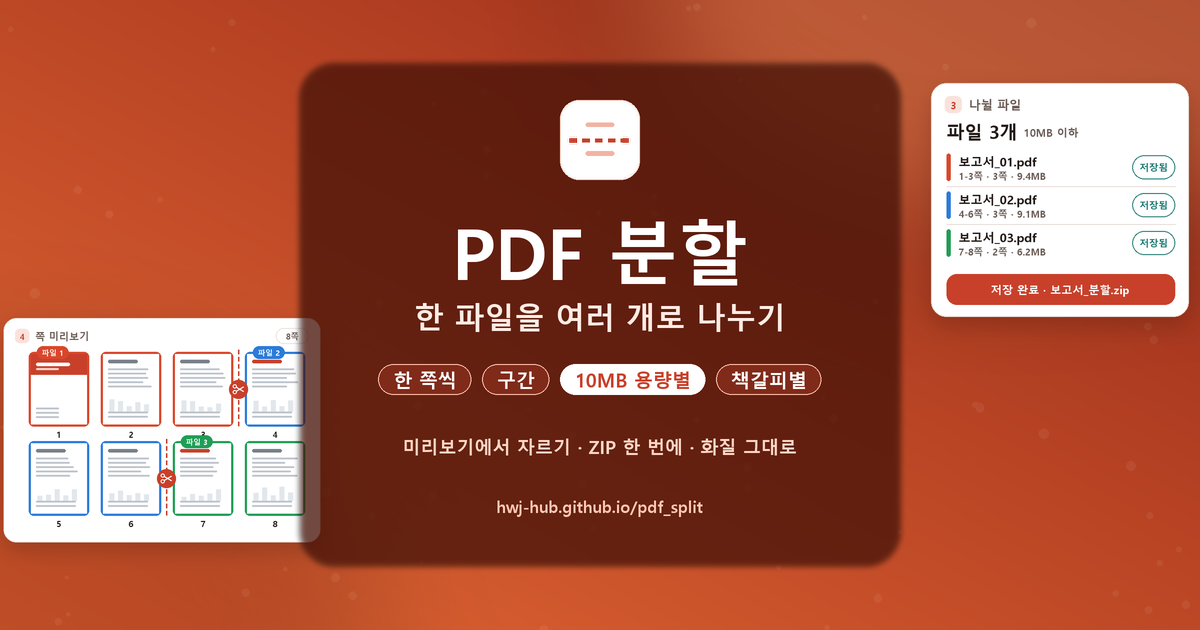 PDF 분할
한 파일을 여러 개로 나누기
한 쪽씩
구간
10MB 용량별
책갈피별
미리보기에서 자르기 · ZIP 한 번에 · 화질 그대로
hwj-hub.github.io/pdf_split
4 쪽 미리보기
8쪽
파일 1
파일 2
1
2
3
4
파일 3
5
6
7
8
3 나뉠 파일
파일 3개 10MB 이하
보고서_01.pdf
1-3쪽 · 3쪽 · 9.4MB
저장됨
보고서_02.pdf
4-6쪽 · 3쪽 · 9.1MB
저장됨
보고서_03.pdf
7-8쪽 · 2쪽 · 6.2MB
저장됨
저장 완료 · 보고서_분할.zip